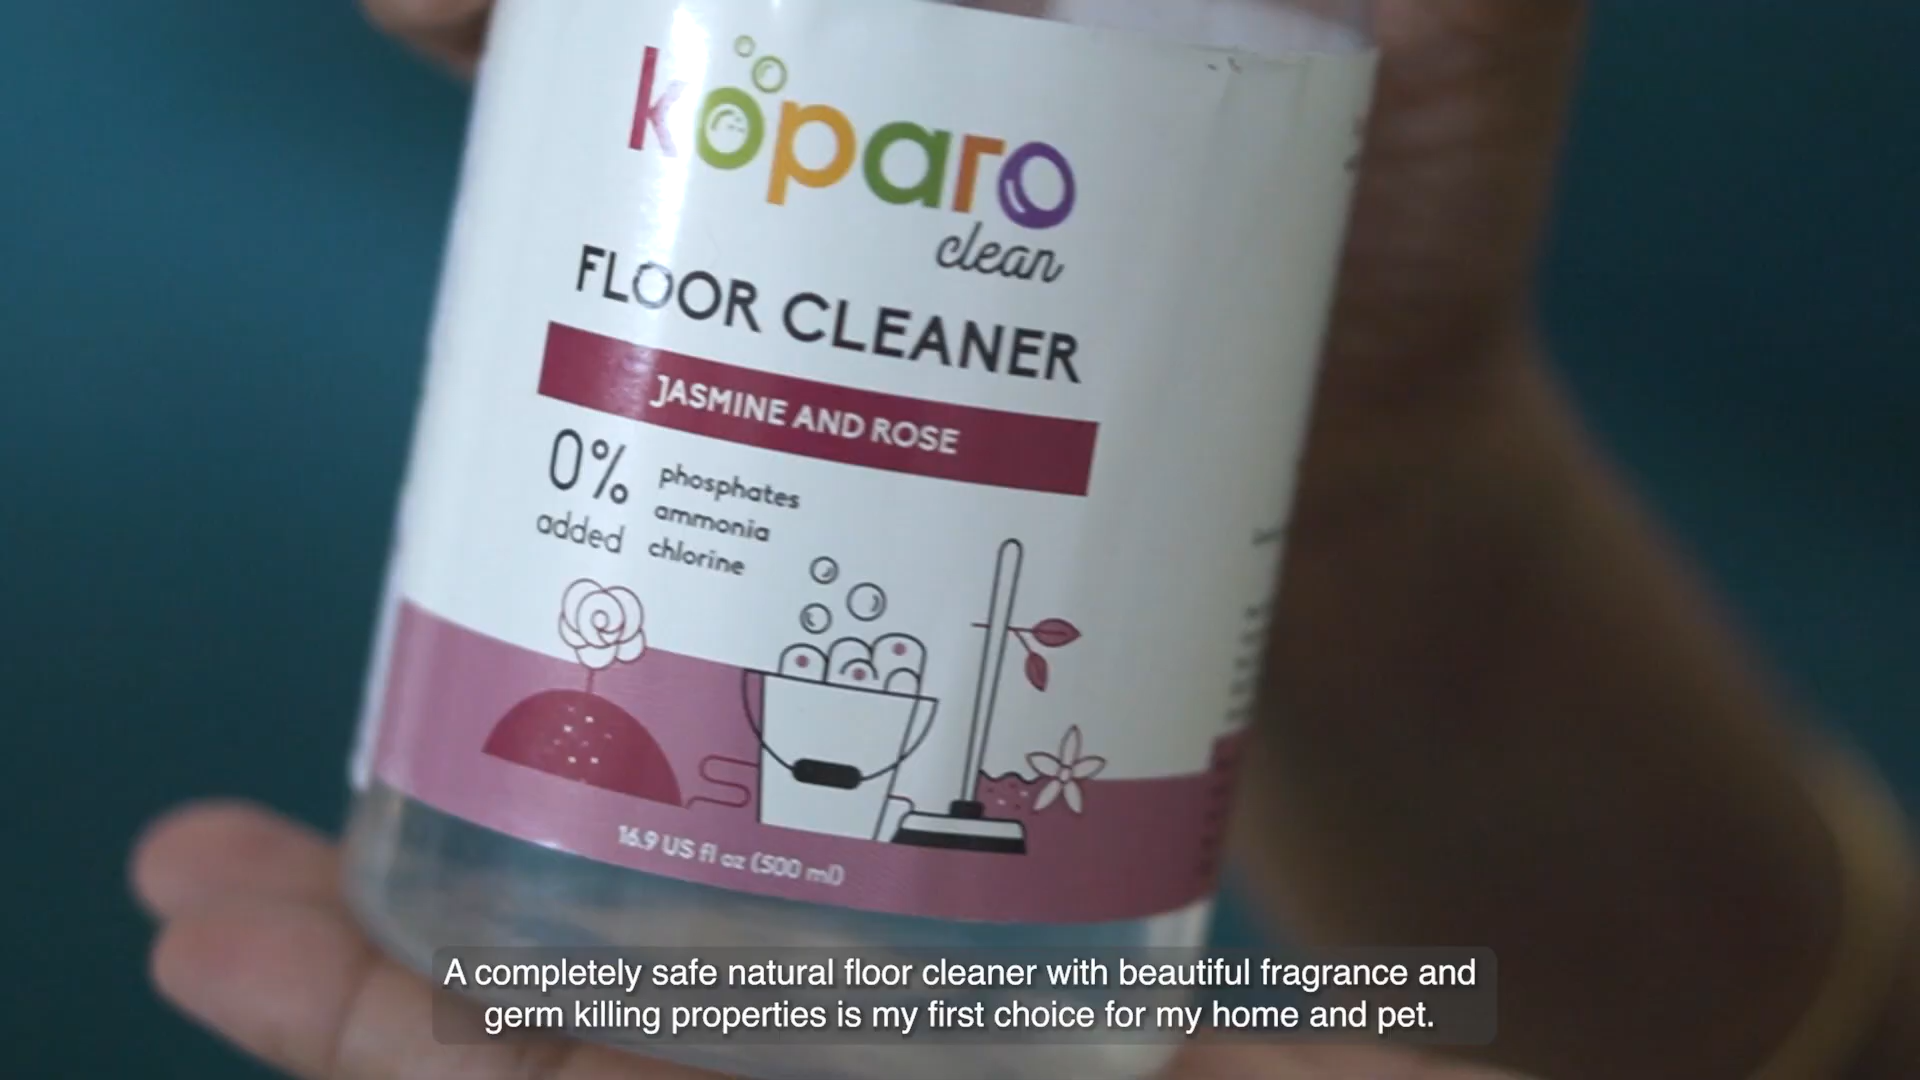 koparo
clean
FLOOR CLEANER
JASMINE AND ROSE
0%
added
phosphates
ammonia
chlorine
16.9 US fl oz (500 ml)
A completely safe natural floor cleaner with beautiful fragrance and
germ killing properties is my first choice for my home and pet.